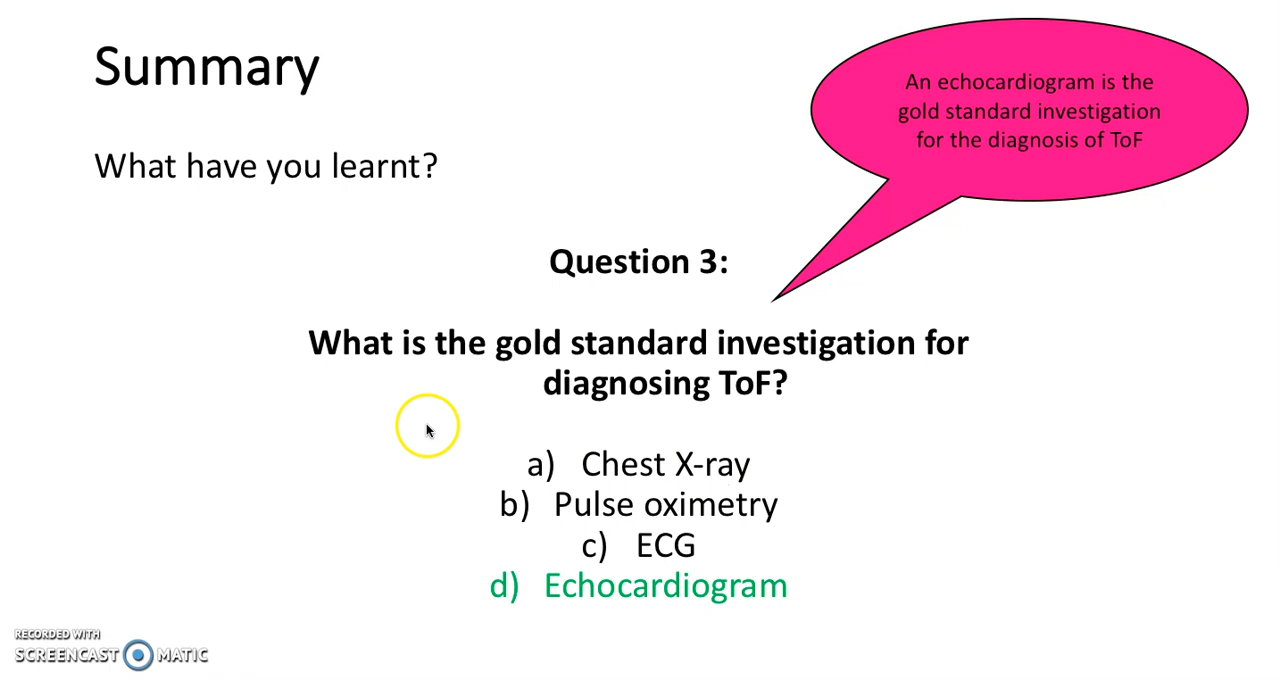 Summary
What have you learnt?
An echocardiogram is the
gold standard investigation
for the diagnosis of ToF
Question 3:
What is the gold standard investigation for
diagnosing ToF?
a) Chest X-ray
b) Pulse oximetry
c) ECG
d) Echocardiogram
RECORDED WITH
SCREENCAST MATIC